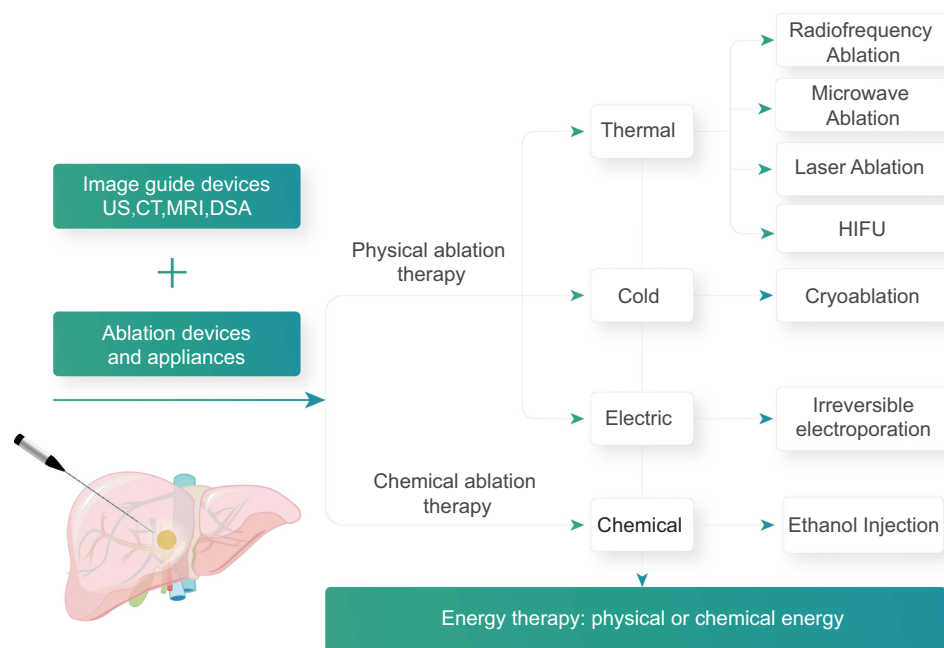 Image guide devices
US,CT,MRI,DSA
Ablation devices
and appliances
Physical ablation
therapy
Chemical ablation
therapy
Thermal
Cold
Electric
Chemical
Radiofrequency
Ablation
Microwave
Ablation
Laser Ablation
HIFU
Cryoablation
Irreversible
electroporation
Ethanol Injection
Energy therapy: physical or chemical energy